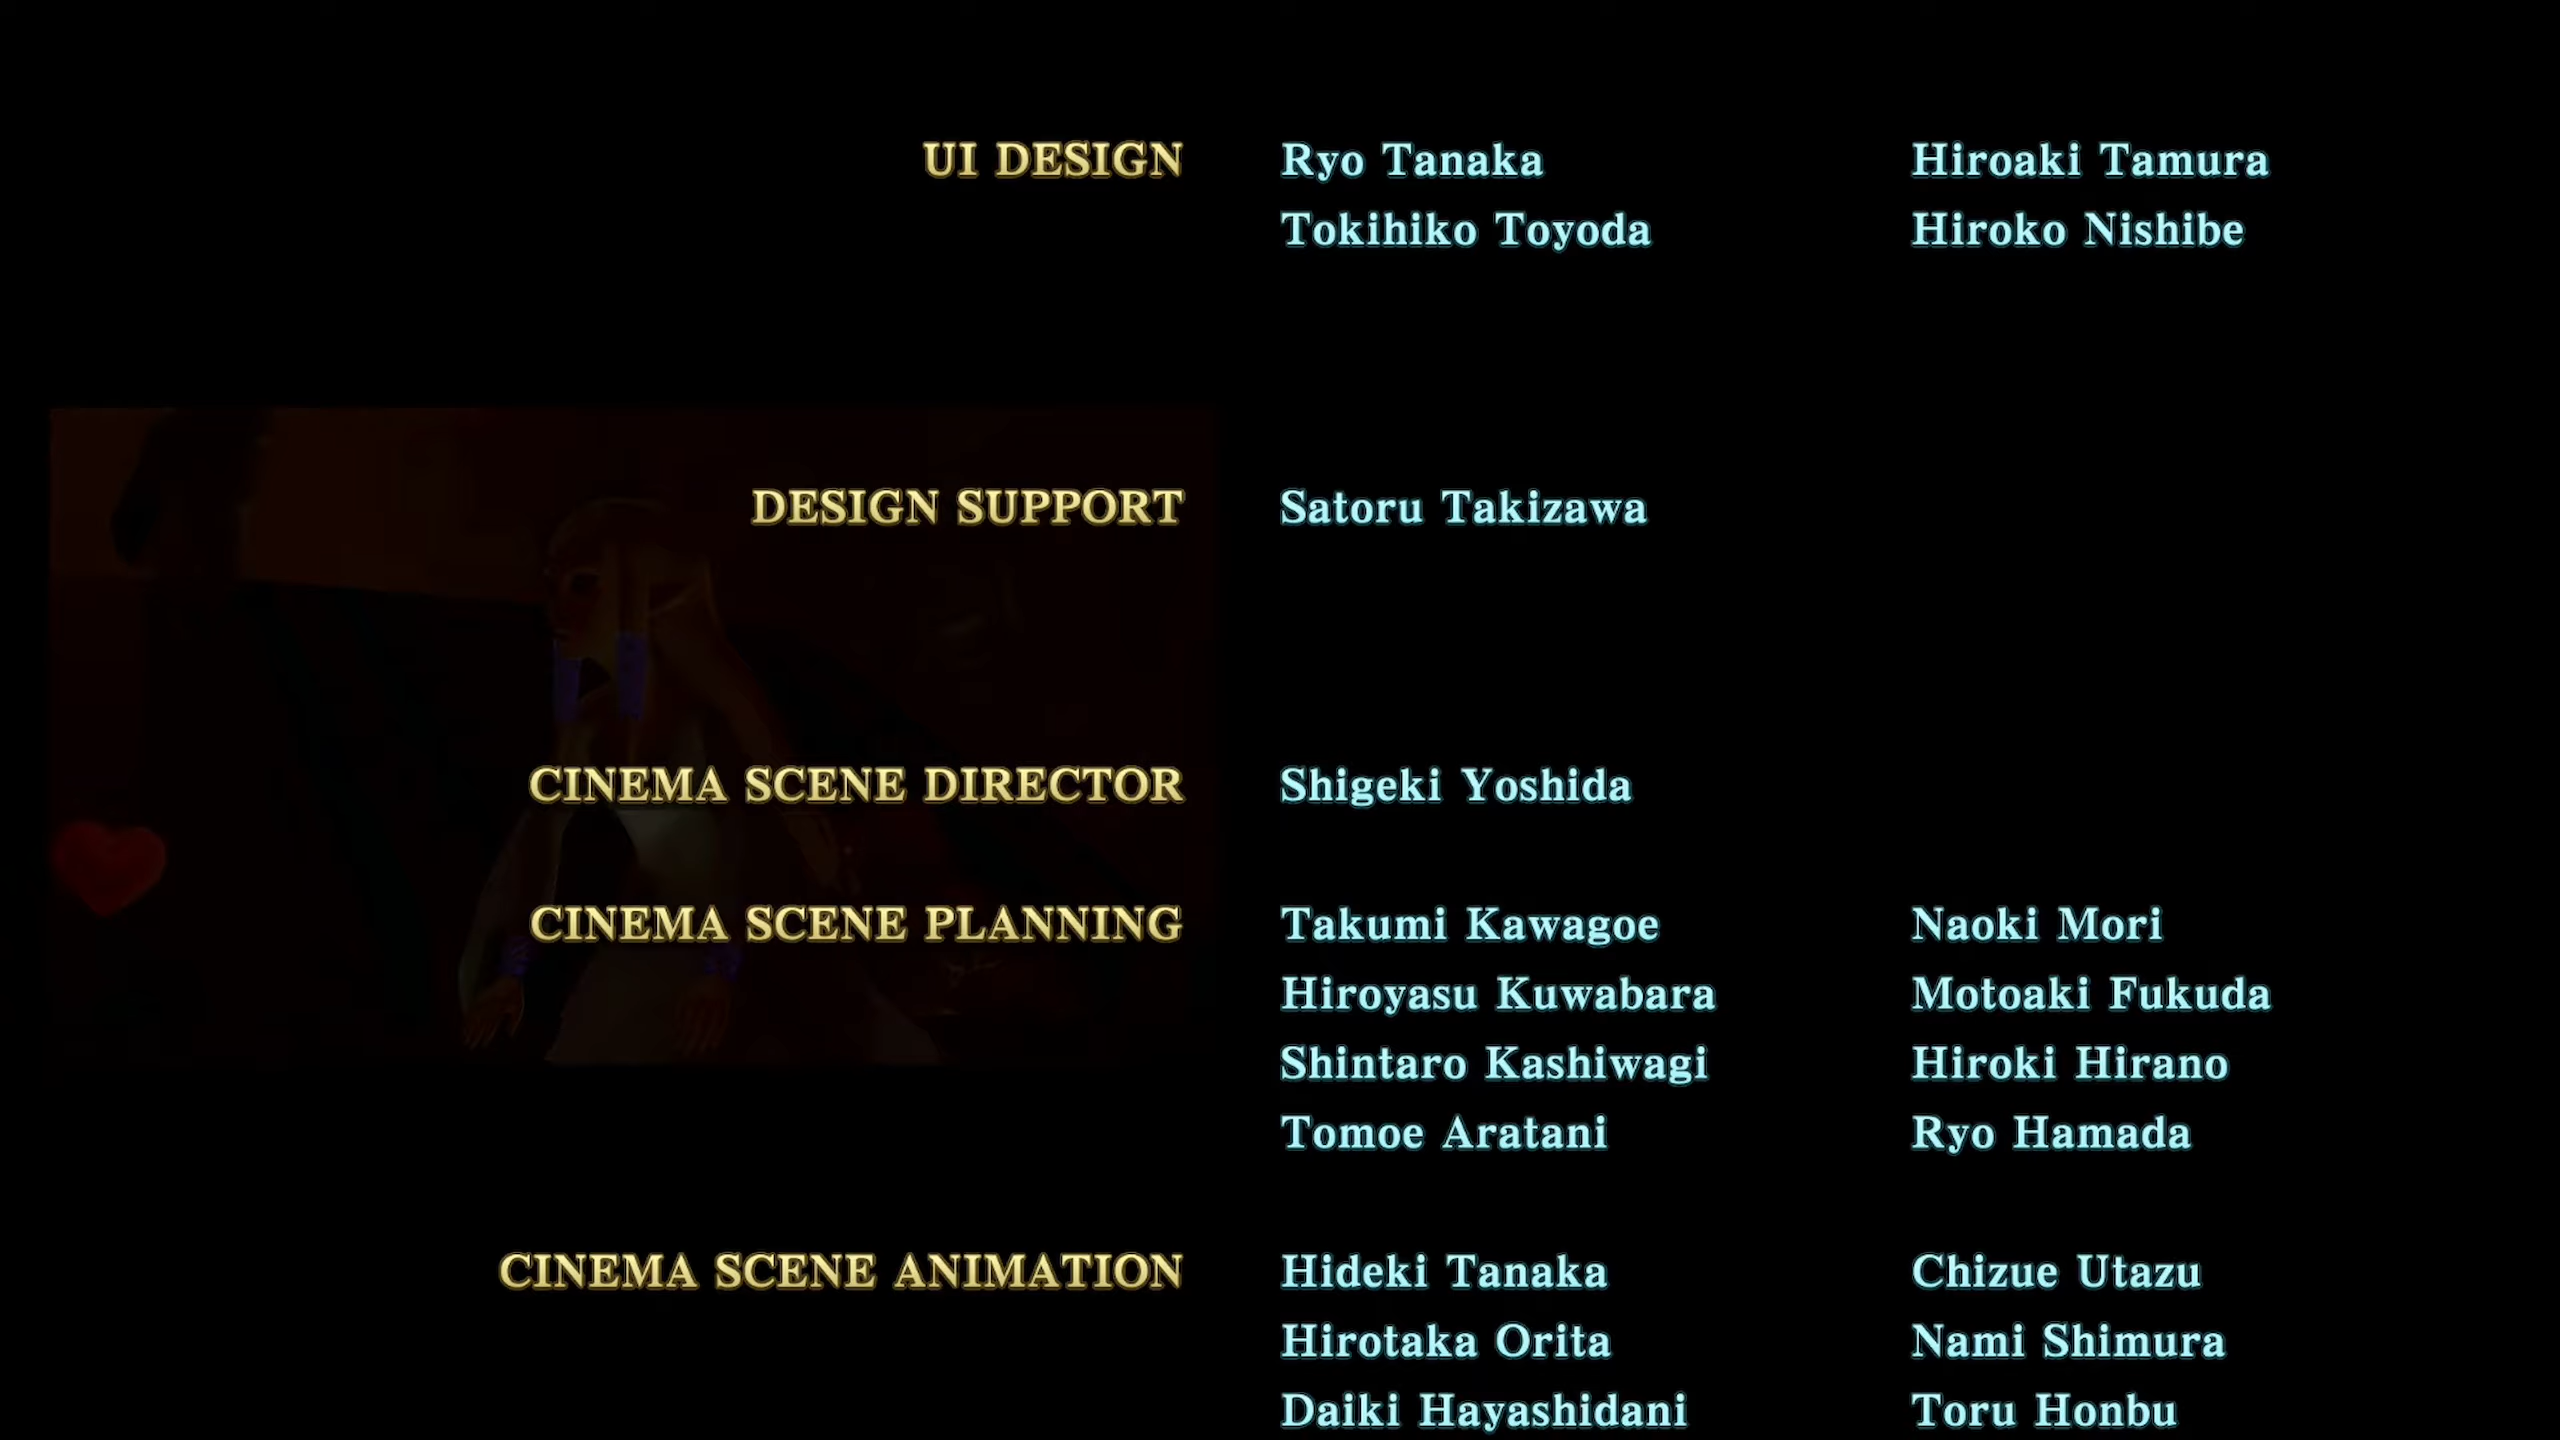 UI DESIGN Ryo Tanaka Hiroaki Tamura
Tokihiko Toyoda Hiroko Nishibe
DESIGN SUPPORT Satoru Takizawa
CINEMA SCENE DIRECTOR Shigeki Yoshida
CINEMA SCENE PLANNING Takumi Kawagoe Naoki Mori
Hiroyasu Kuwabara Motoaki Fukuda
Shintaro Kashiwagi Hiroki Hirano
Tomoe Aratani Ryo Hamada
CINEMA SCENE ANIMATION Hideki Tanaka Chizue Utazu
Hirotaka Orita Nami Shimura
Daiki Hayashidani Toru Honbu